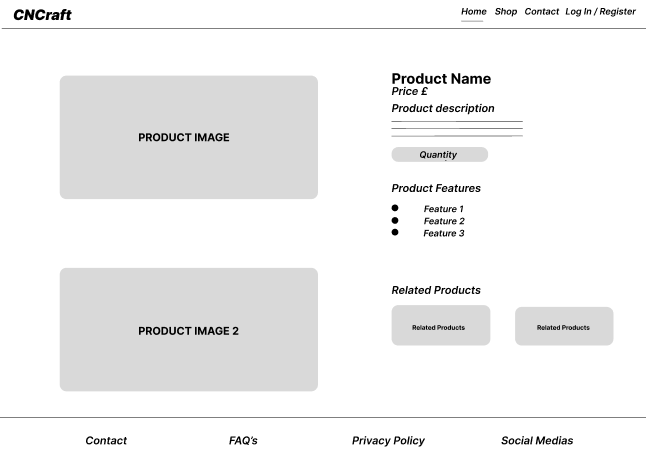 CNCraft
Home Shop Contact Log In / Register
PRODUCT IMAGE
Product Name
Price £
Product description
Quantity
Product Features
Feature 1
Feature 2
Feature 3
PRODUCT IMAGE 2
Related Products
Related Products Related Products
Contact FAQ's Privacy Policy Social Medias